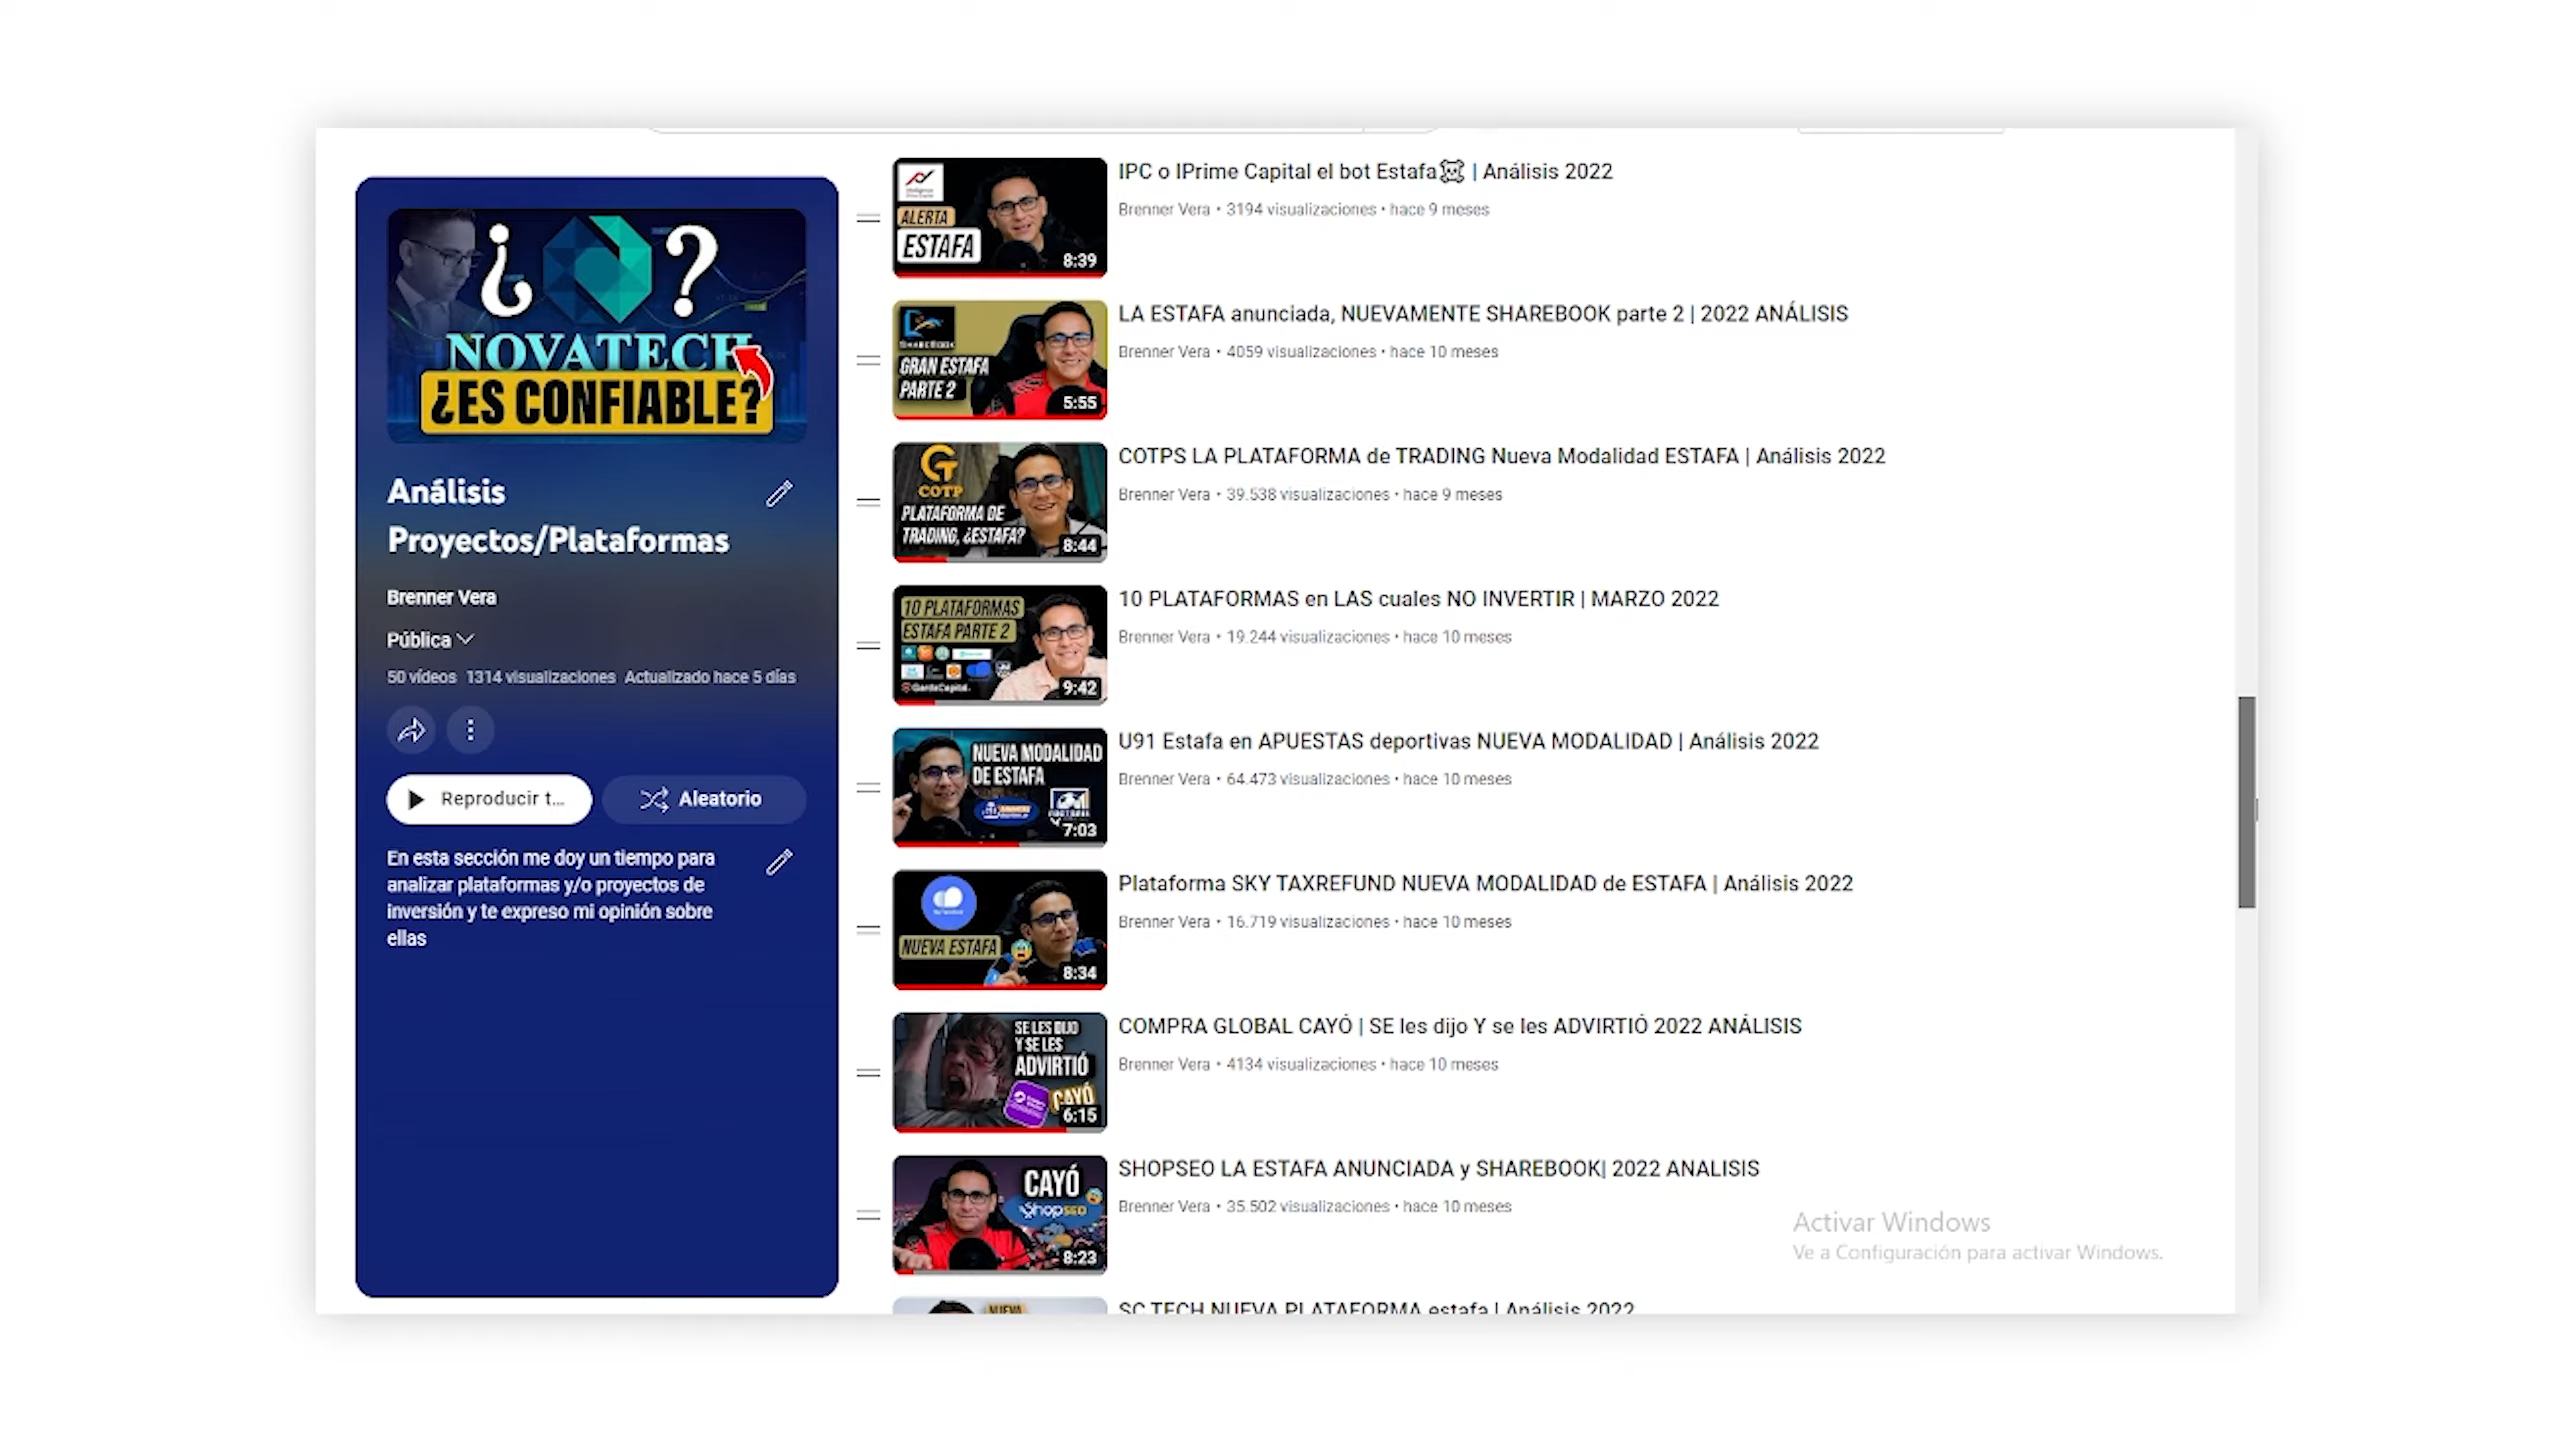 ¿ ?
NOVATECH
¿ES CONFIABLE?
Análisis
Proyectos/Plataformas
Brenner Vera
Pública
50 vídeos 1314 visualizaciones Actualizado hace 5 días
Reproducir t...
Aleatorio
En esta sección me doy un tiempo para
analizar plataformas y/o proyectos de
inversión y te expreso mi opinión sobre
ellas
ALERTA
ESTAFA
8:39
IPC o IPrime Capital el bot Estafa☠ | Análisis 2022
Brenner Vera • 3194 visualizaciones • hace 9 meses
GRAN ESTAFA
PARTE 2
5:55
LA ESTAFA anunciada, NUEVAMENTE SHAREBOOK parte 2 | 2022 ANÁLISIS
Brenner Vera • 4059 visualizaciones • hace 10 meses
COTP
PLATAFORMA DE
TRADING, ¿ESTAFA?
8:44
COTPS LA PLATAFORMA de TRADING Nueva Modalidad ESTAFA | Análisis 2022
Brenner Vera • 39.538 visualizaciones • hace 9 meses
10 PLATAFORMAS
ESTAFA PARTE 2
9:42
10 PLATAFORMAS en LAS cuales NO INVERTIR | MARZO 2022
Brenner Vera • 19.244 visualizaciones • hace 10 meses
NUEVA MODALIDAD
DE ESTAFA
7:03
U91 Estafa en APUESTAS deportivas NUEVA MODALIDAD | Análisis 2022
Brenner Vera • 64.473 visualizaciones • hace 10 meses
NUEVA ESTAFA
8:34
Plataforma SKY TAXREFUND NUEVA MODALIDAD de ESTAFA | Análisis 2022
Brenner Vera • 16.719 visualizaciones • hace 10 meses
SE LES DIJO
Y SE LES
ADVIRTIÓ
CAYÓ
6:15
COMPRA GLOBAL CAYÓ | SE les dijo Y se les ADVIRTIÓ 2022 ANÁLISIS
Brenner Vera • 4134 visualizaciones • hace 10 meses
CAYÓ
ShopSEO
8:23
SHOPSEO LA ESTAFA ANUNCIADA y SHAREBOOK| 2022 ANALISIS
Brenner Vera • 35.502 visualizaciones • hace 10 meses
NUEVA
SC TECH NUEVA PLATAFORMA estafa | Análisis 2022
Activar Windows
Ve a Configuración para activar Windows.